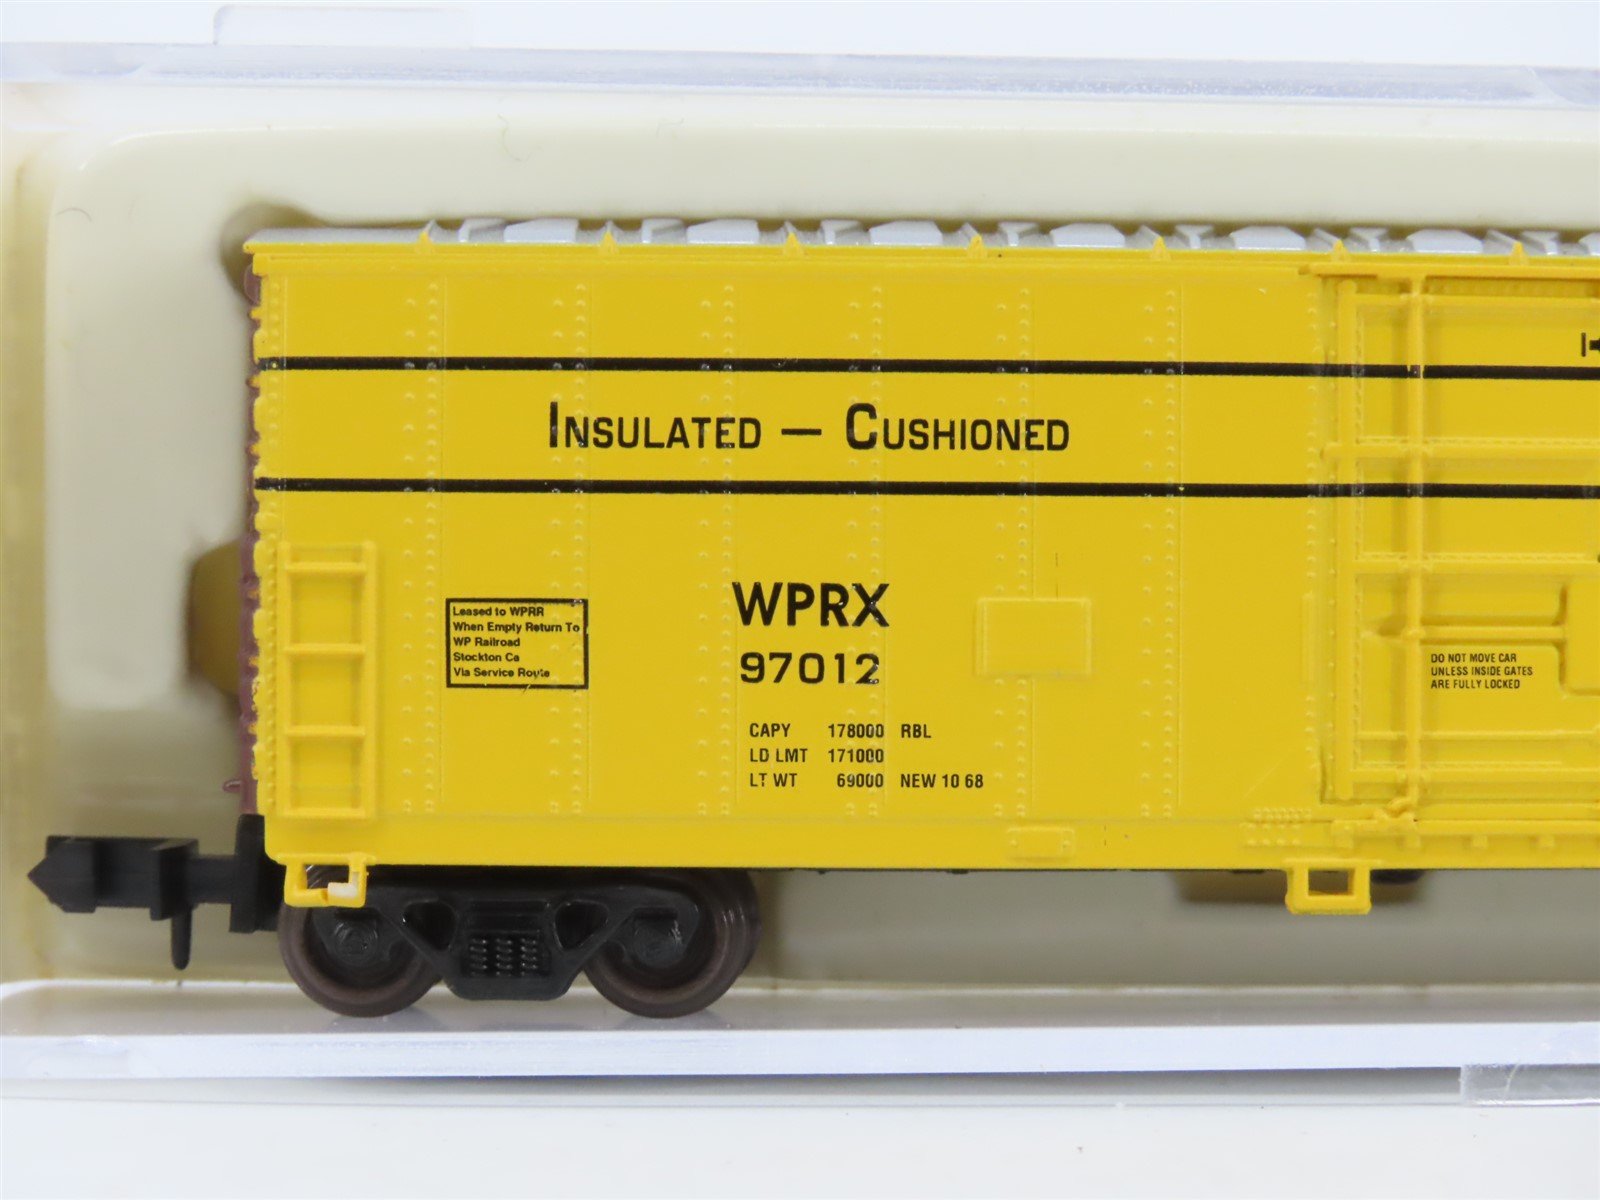 INSULATED — CUSHIONED
Leased to WPRR
When Empty Return To
WP Railroad
Stockton Ca
Via Service Route
WPRX
97012
CAPY 178000 RBL
LD LMT 171000
LT WT 69000 NEW 10 68
DO NOT MOVE CAR
UNLESS INSIDE GATES
ARE FULLY LOCKED